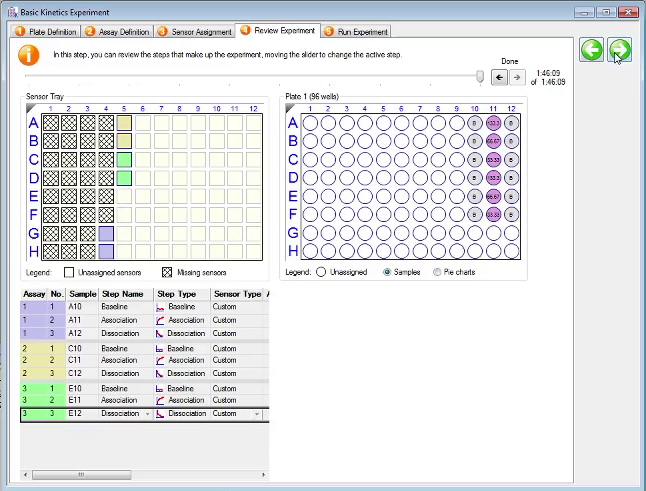 Basic Kinetics Experiment
1 Plate Definition 2 Assay Definition 3 Sensor Assignment 4 Review Experiment 5 Run Experiment
In this step, you can review the steps that make up the experiment, moving the slider to change the active step.
Done
1:46:09
of 1:46:09
Sensor Tray
1 2 3 4 5 6 7 8 9 10 11 12
A
B
C
D
E
F
G
H
Legend: Unassigned sensors Missing sensors
Plate 1 (96 wells)
1 2 3 4 5 6 7 8 9 10 11 12
A B B
B B 66.67 B
C B B
D B B
E B 66.67 B
F B B
G
H
Legend: Unassigned Samples Pie charts
Assay No. Sample Step Name Step Type Sensor Type A
1 1 A10 Baseline Baseline Custom
1 2 A11 Association Association Custom
1 3 A12 Dissociation Dissociation Custom
2 1 C10 Baseline Baseline Custom
2 2 C11 Association Association Custom
2 3 C12 Dissociation Dissociation Custom
3 1 E10 Baseline Baseline Custom
3 2 E11 Association Association Custom
3 3 E12 Dissociation Dissociation Custom